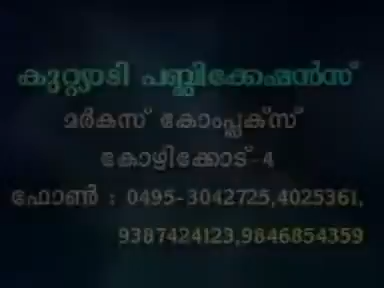 കുറ്റ്യാടി പബ്ലിക്കേഷൻസ്
മർകസ് കോംപ്ലക്സ്
കോഴിക്കോട്-4
ഫോൺ : 0495-3042725,4025361,
9387424123,9846854359